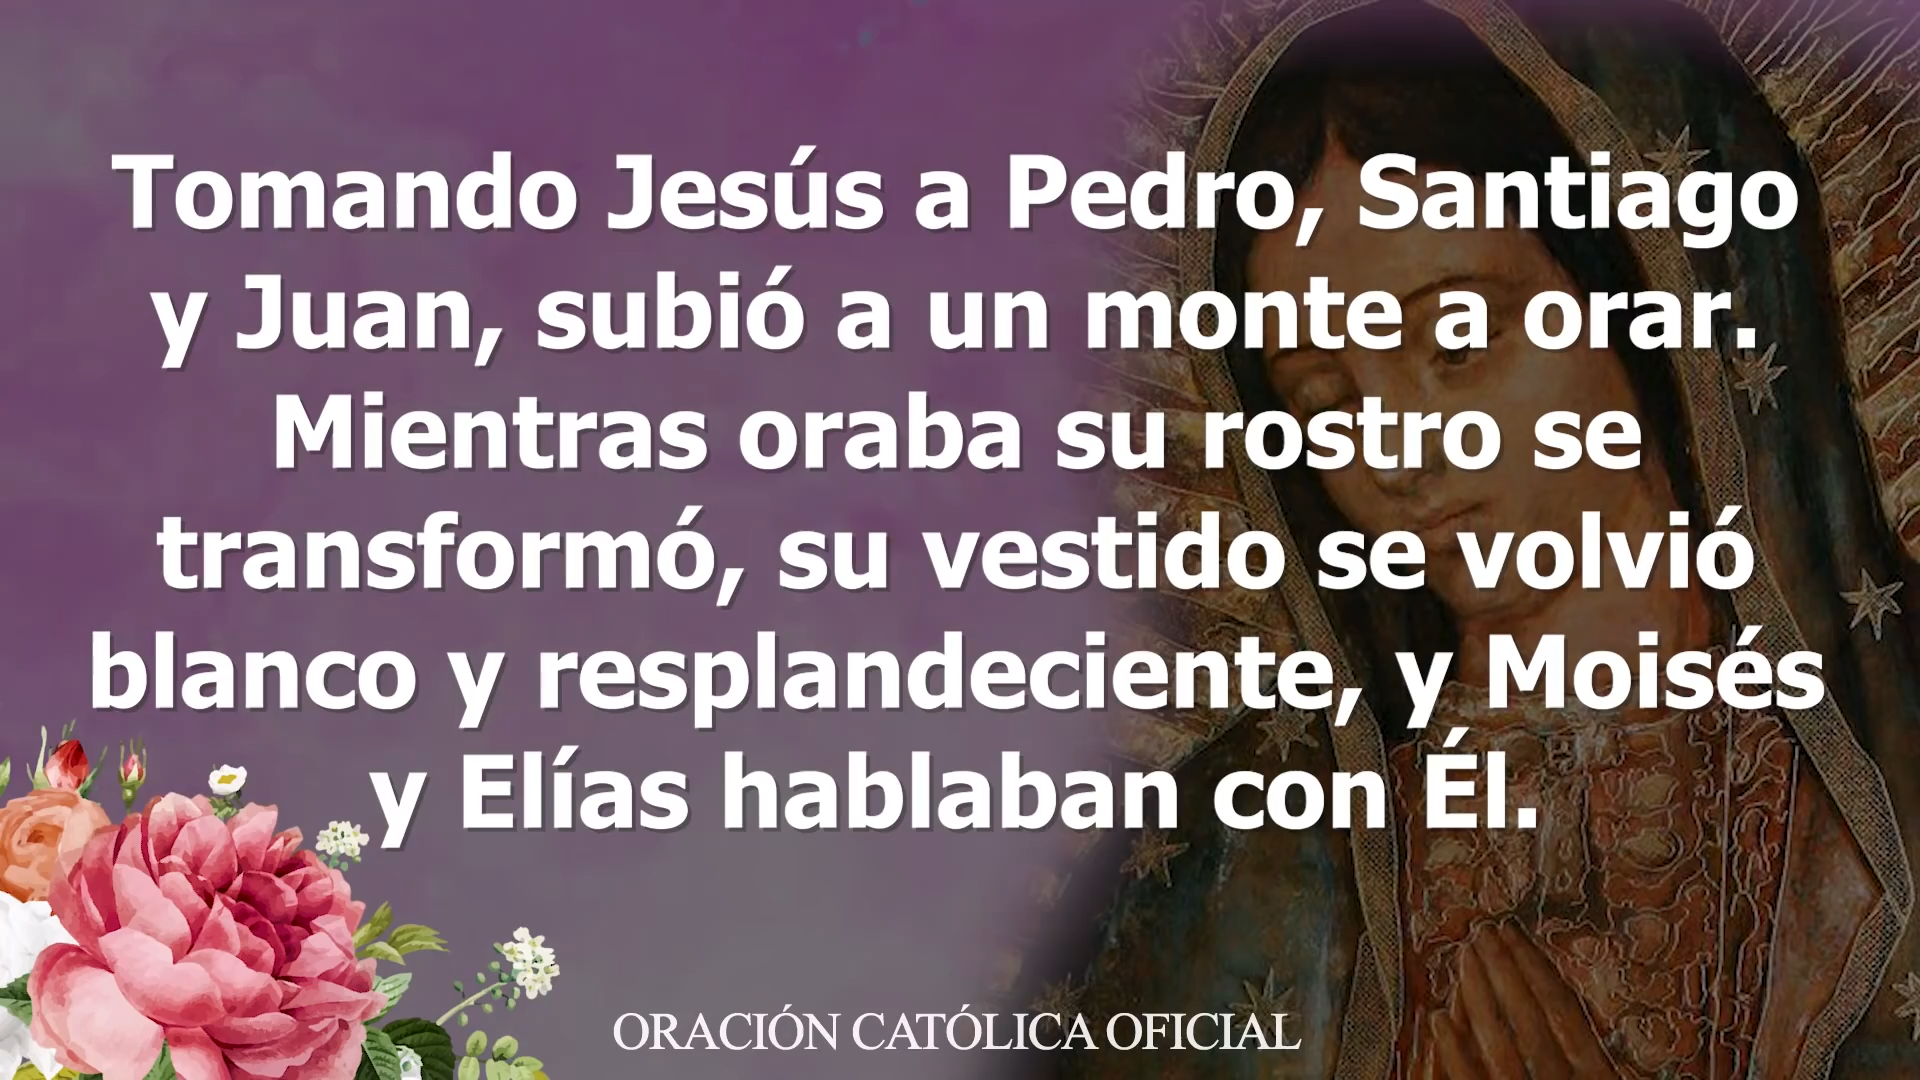 Tomando Jesús a Pedro, Santiago
y Juan, subió a un monte a orar.
Mientras oraba su rostro se
transformó, su vestido se volvió
blanco y resplandeciente, y Moisés
y Elías hablaban con Él.
ORACIÓN CATÓLICA OFICIAL